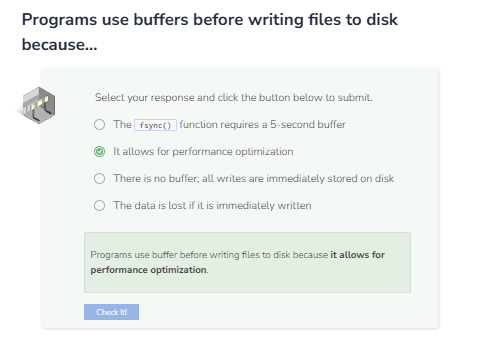 Programs use buffers before writing files to disk
because...
Select your response and click the button below to submit.
The fsync() function requires a 5-second buffer
It allows for performance optimization
There is no buffer; all writes are immediately stored on disk
The data is lost if it is immediately written
Programs use buffer before writing files to disk because it allows for
performance optimization.
Check It!